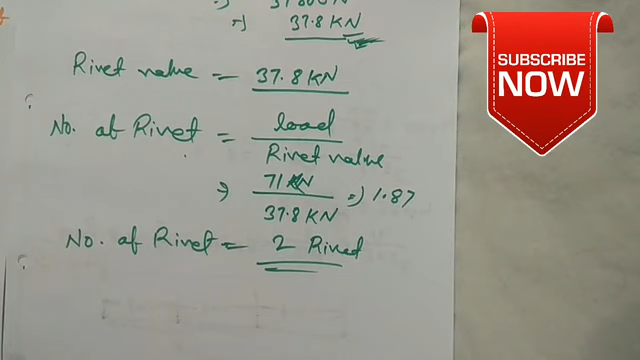 =) 37.8 KN
Rivet value = 37.8 KN
No. of Rivet = load
Rivet value
=) 71 KN
37.8 KN
=) 1.87
No. of Rivet = 2 Rivet
SUBSCRIBE
NOW